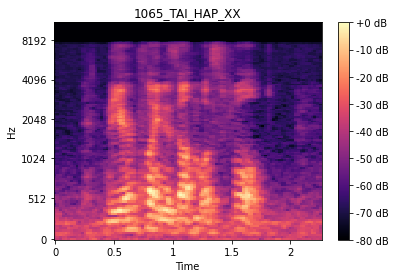 1065_TAI_HAP_XX
+0 dB
8192
-10 dB
4096
-20 dB
-30 dB
2048
Hz
-40 dB
1024
-50 dB
512
-60 dB
-70 dB
0
-80 dB
0
0.5
1
1.5
2
Time